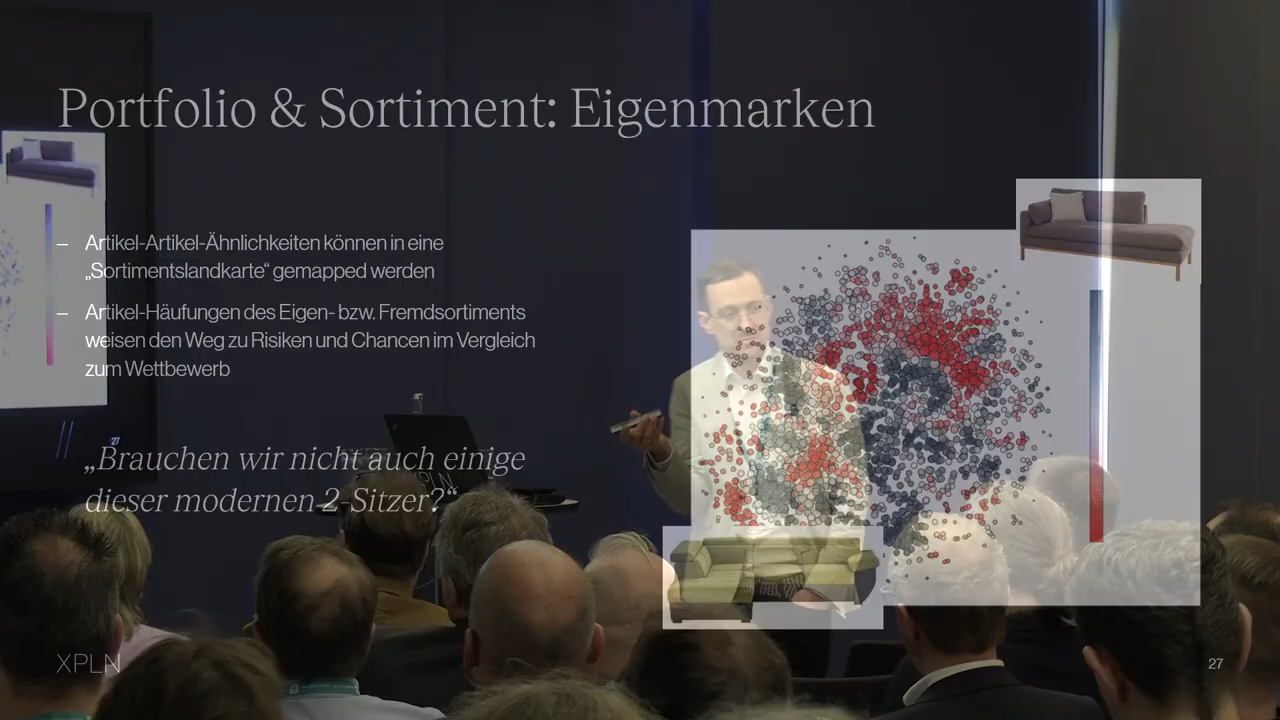 Portfolio & Sortiment: Eigenmarken
– Artikel-Artikel-Ähnlichkeiten können in eine
„Sortimentslandkarte“ gemapped werden
– Artikel-Häufungen des Eigen- bzw. Fremdsortiments
weisen den Weg zu Risiken und Chancen im Vergleich
zum Wettbewerb
„Brauchen wir nicht auch einige
dieser modernen 2-Sitzer?“
XPLN
XPLN
27
27